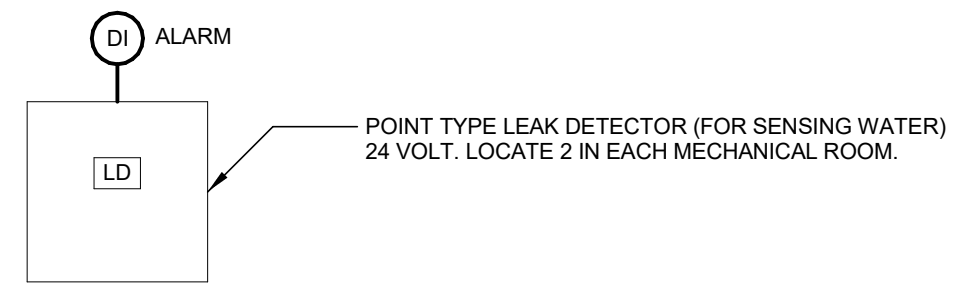 DI ALARM
POINT TYPE LEAK DETECTOR (FOR SENSING WATER)
24 VOLT. LOCATE 2 IN EACH MECHANICAL ROOM.
LD